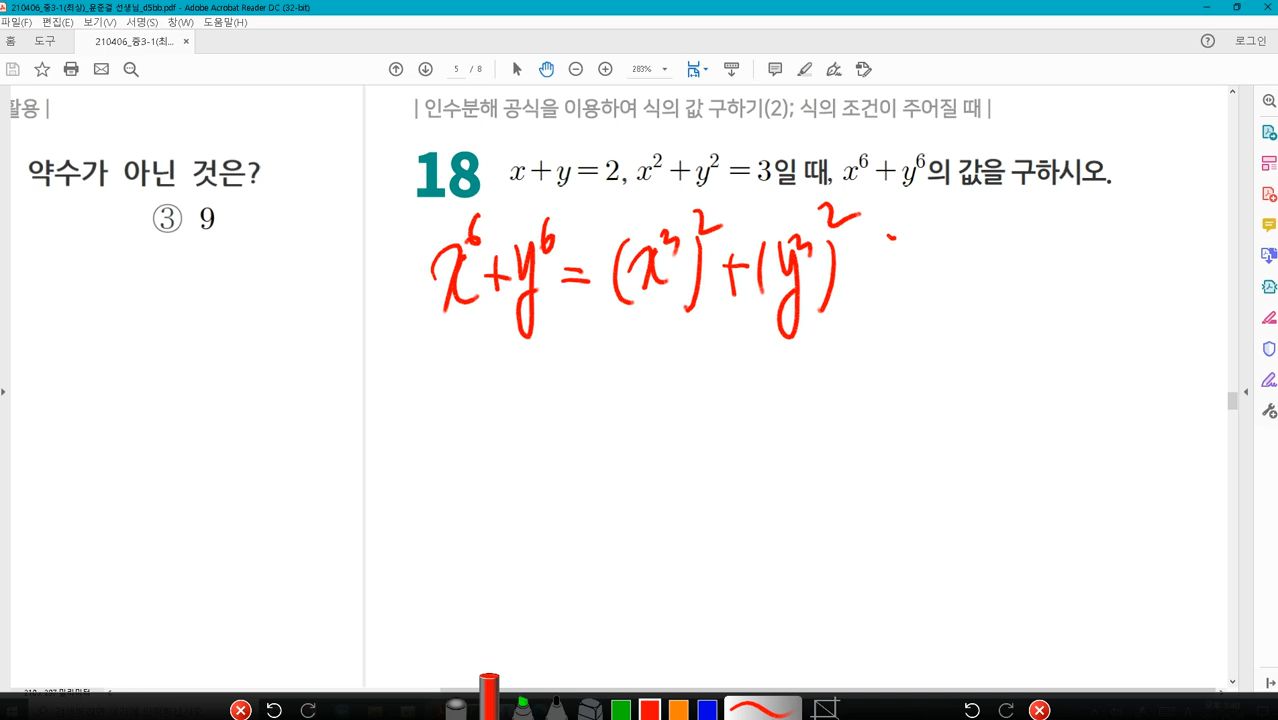 210406_중3-1(최상)_윤준걸 선생님_d5bb.pdf - Adobe Acrobat Reader DC (32-bit)
파일(F) 편집(E) 보기(V) 서명(S) 창(W) 도움말(H)
홈 도구 210406_중3-1(최... × 로그인
5 / 8 283%
활용 |
약수가 아닌 것은?
③ 9
| 인수분해 공식을 이용하여 식의 값 구하기(2); 식의 조건이 주어질 때 |
18 x+y=2, x²+y²=3일 때, x⁶+y⁶의 값을 구하시오.
x⁶+y⁶=(x³)²+(y³)²